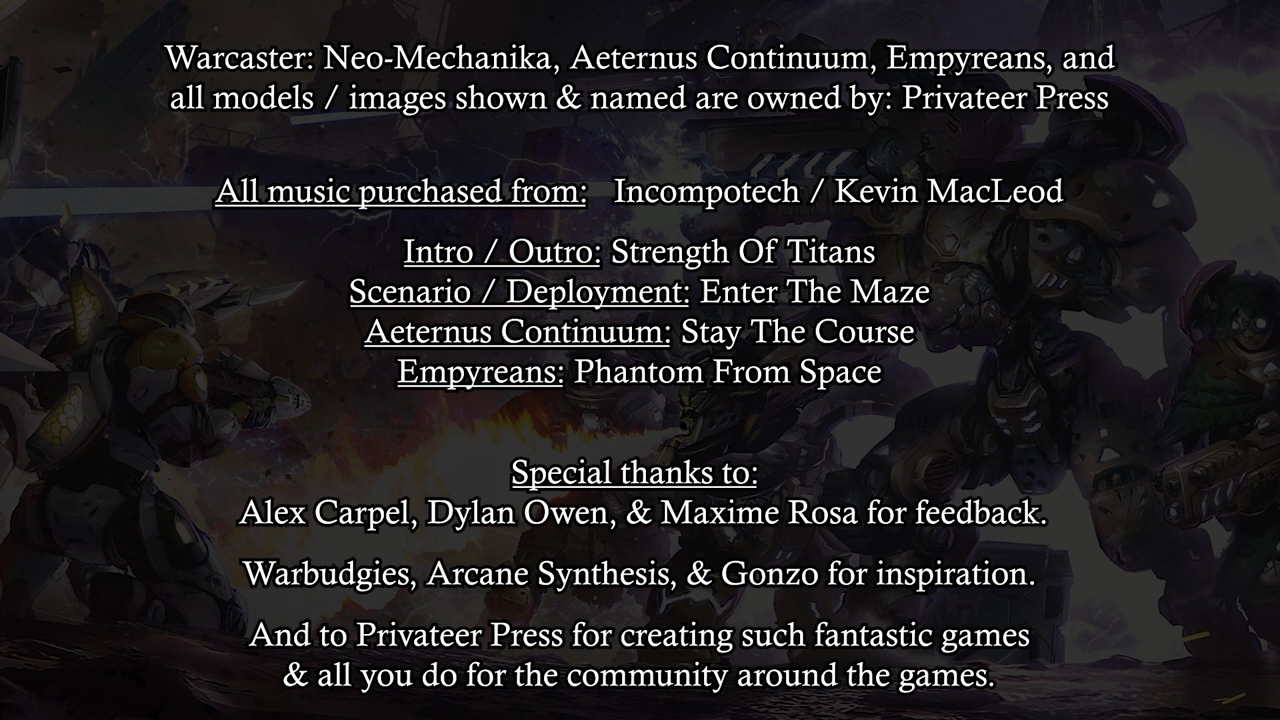 Warcaster: Neo-Mechanika, Aeternus Continuum, Empyreans, and
all models / images shown & named are owned by: Privateer Press
All music purchased from: Incompotech / Kevin MacLeod
Intro / Outro: Strength Of Titans
Scenario / Deployment: Enter The Maze
Aeternus Continuum: Stay The Course
Empyreans: Phantom From Space
Special thanks to:
Alex Carpel, Dylan Owen, & Maxime Rosa for feedback.
Warbudgies, Arcane Synthesis, & Gonzo for inspiration.
And to Privateer Press for creating such fantastic games
& all you do for the community around the games.